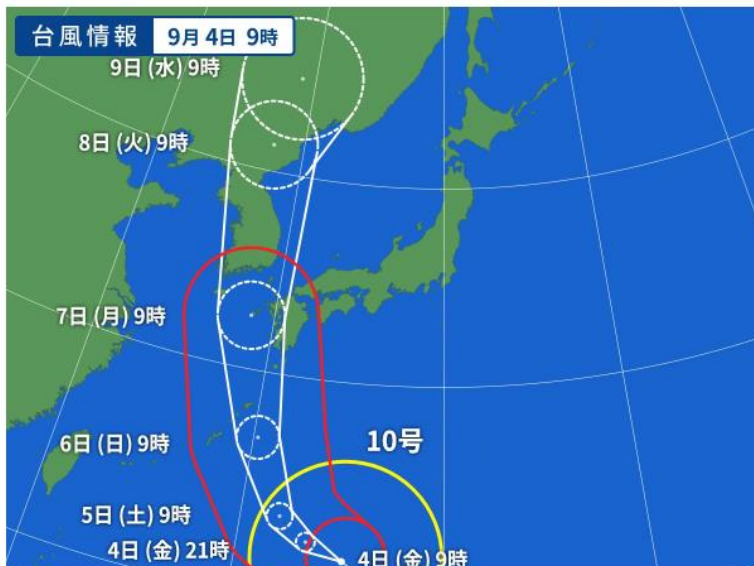 台風情報 9月 4日 9時
9日(水)9時
8日(火)9時
7日(月)9時
10号
6日(日)9時
5日(土)9時
4日(金)21時
4日(金)9時